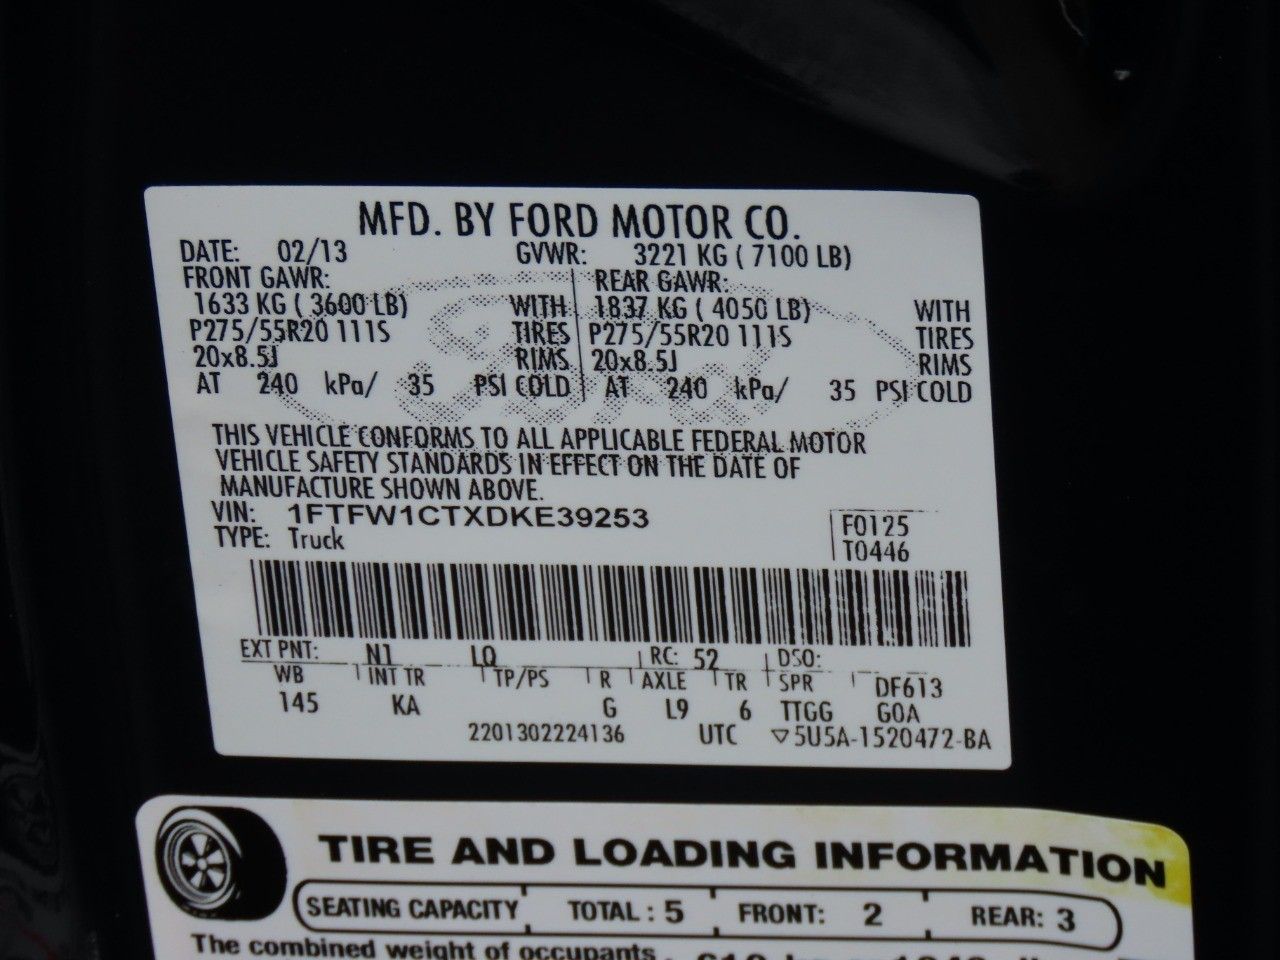 MFD. BY FORD MOTOR CO.
DATE: 02/13 GVWR: 3221 KG ( 7100 LB)
FRONT GAWR: REAR GAWR:
1633 KG ( 3600 LB) WITH 1837 KG ( 4050 LB) WITH
P275/55R20 111S TIRES P275/55R20 111S TIRES
20x8.5J RIMS 20x8.5J RIMS
AT 240 kPa/ 35 PSI COLD AT 240 kPa/ 35 PSI COLD
THIS VEHICLE CONFORMS TO ALL APPLICABLE FEDERAL MOTOR
VEHICLE SAFETY STANDARDS IN EFFECT ON THE DATE OF
MANUFACTURE SHOWN ABOVE.
VIN: 1FTFW1CTXDKE39253 F0125
TYPE: Truck T0446
EXT PNT: N1 LQ RC: 52 DSO:
WB INT TR TP/PS R AXLE TR SPR DF613
145 KA G L9 6 TTGG GOA
2201302224136 UTC ▽5U5A-1520472-BA
TIRE AND LOADING INFORMATION
SEATING CAPACITY TOTAL : 5 FRONT: 2 REAR: 3
The combined weight of occupants